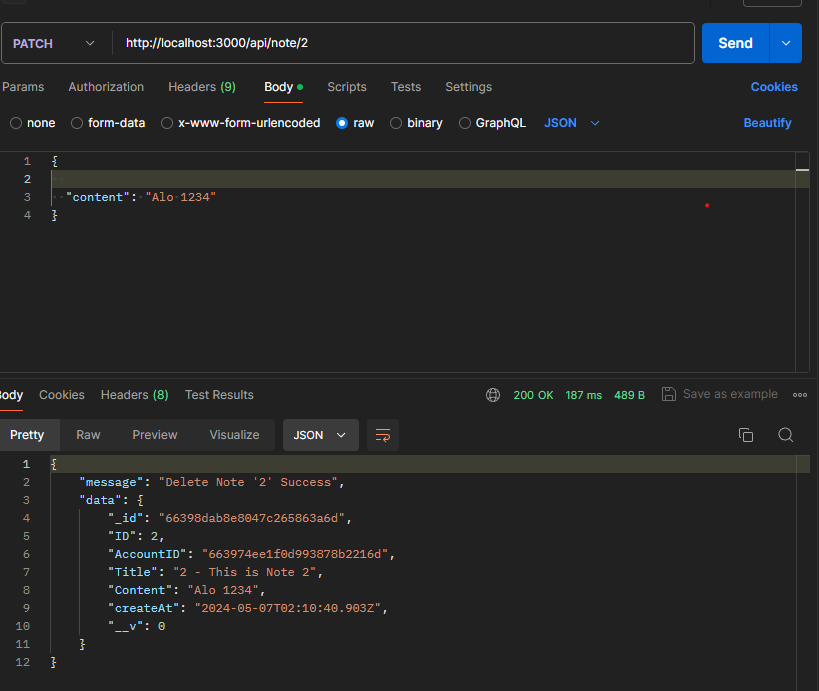 PATCH http://localhost:3000/api/note/2 Send
Params Authorization Headers (9) Body Scripts Tests Settings Cookies
none form-data x-www-form-urlencoded raw binary GraphQL JSON Beautify
1 {
2
3 "content": "Alo 1234"
4 }
Body Cookies Headers (8) Test Results 200 OK 187 ms 489 B Save as example
Pretty Raw Preview Visualize JSON
1 {
2 "message": "Delete Note '2' Success",
3 "data": {
4 "_id": "66398dab8e8047c265863a6d",
5 "ID": 2,
6 "AccountID": "663974ee1f0d993878b2216d",
7 "Title": "2 - This is Note 2",
8 "Content": "Alo 1234",
9 "createAt": "2024-05-07T02:10:40.903Z",
10 "__v": 0
11 }
12 }